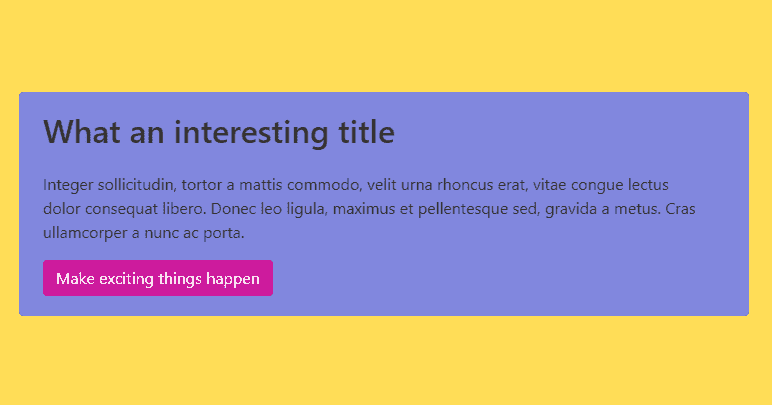 What an interesting title
Integer sollicitudin, tortor a mattis commodo, velit urna rhoncus erat, vitae congue lectus
dolor consequat libero. Donec leo ligula, maximus et pellentesque sed, gravida a metus. Cras
ullamcorper a nunc ac porta.
Make exciting things happen